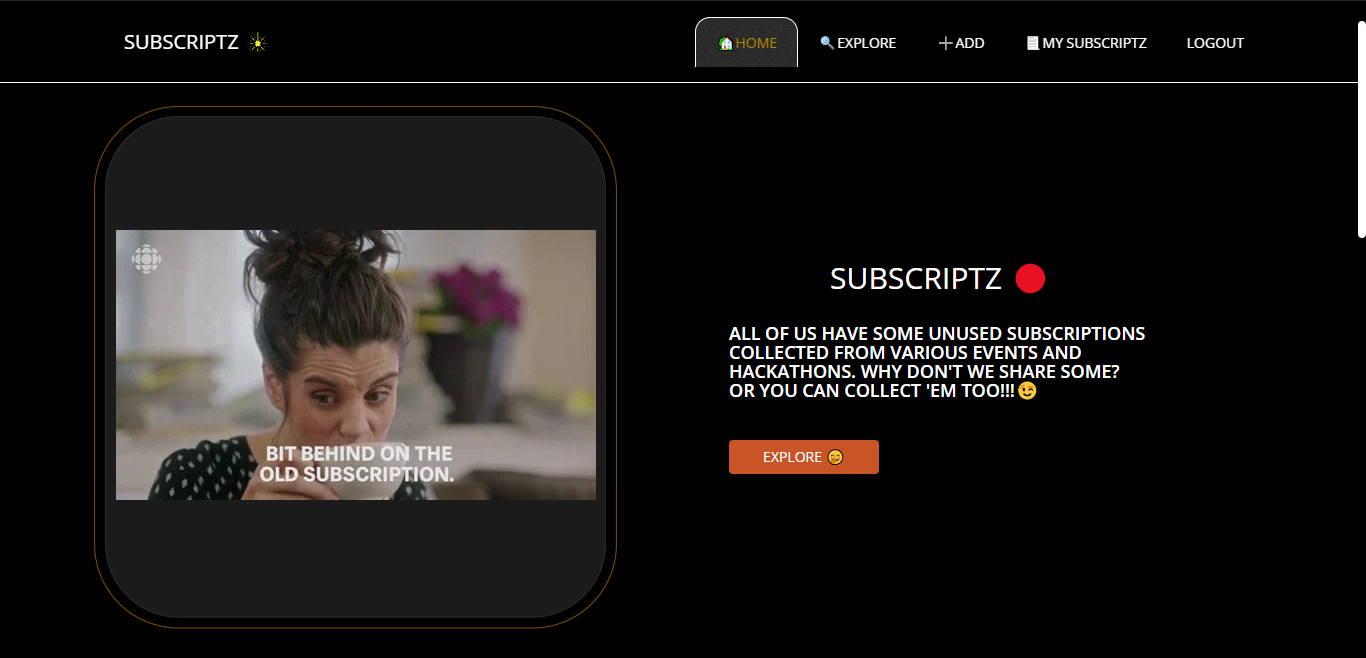 SUBSCRIPTZ
HOME
EXPLORE
ADD
MY SUBSCRIPTZ
LOGOUT
BIT BEHIND ON THE
OLD SUBSCRIPTION.
SUBSCRIPTZ
ALL OF US HAVE SOME UNUSED SUBSCRIPTIONS
COLLECTED FROM VARIOUS EVENTS AND
HACKATHONS. WHY DON'T WE SHARE SOME?
OR YOU CAN COLLECT 'EM TOO!!!😉
EXPLORE 😄